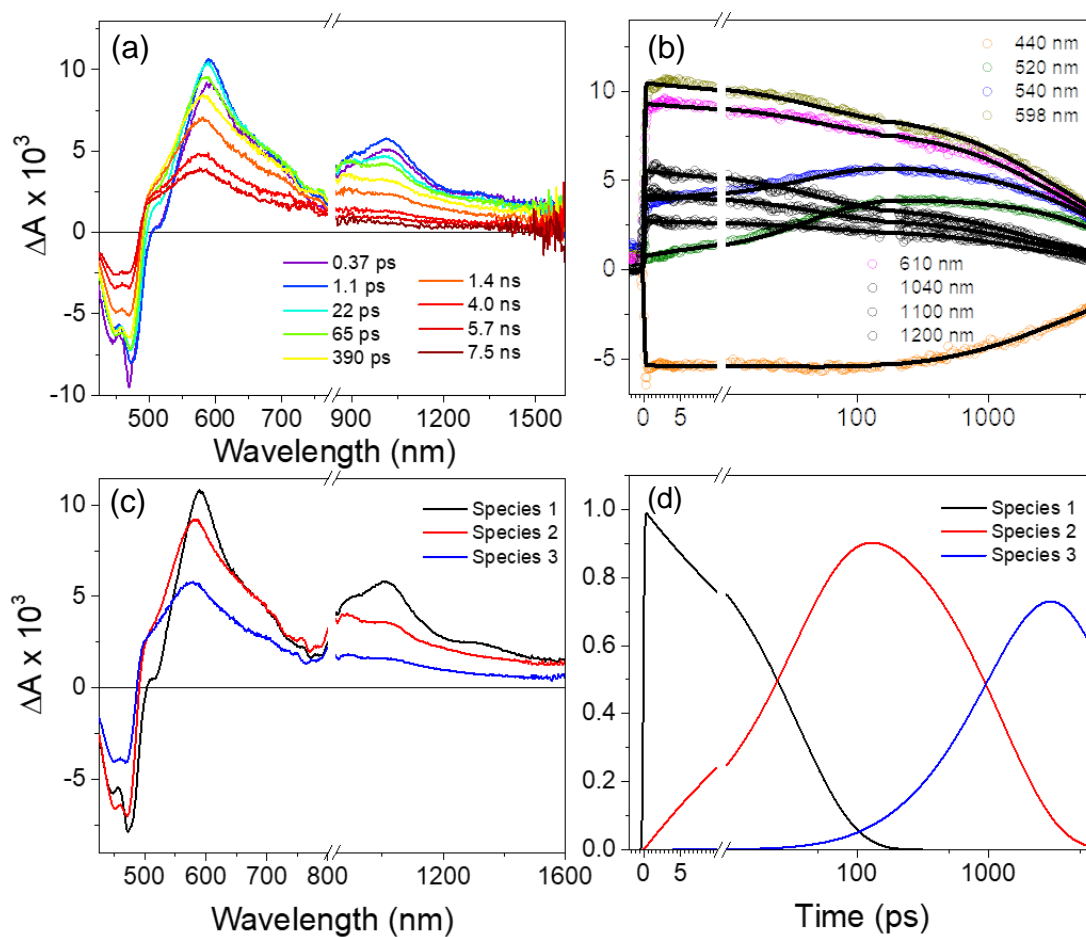 (a)
ΔA x 10³
10
5
0
-5
-10
0.37 ps
1.1 ps
22 ps
65 ps
390 ps
1.4 ns
4.0 ns
5.7 ns
7.5 ns
500 600 700 900 1200 1500
Wavelength (nm)
(b)
440 nm
520 nm
540 nm
598 nm
10
5
0
-5
610 nm
1040 nm
1100 nm
1200 nm
0 5 100 1000
(c)
Species 1
Species 2
Species 3
ΔA x 10³
10
5
0
-5
500 600 700 800 1200 1600
Wavelength (nm)
(d)
Species 1
Species 2
Species 3
1.0
0.8
0.6
0.4
0.2
0.0
0 5 100 1000
Time (ps)